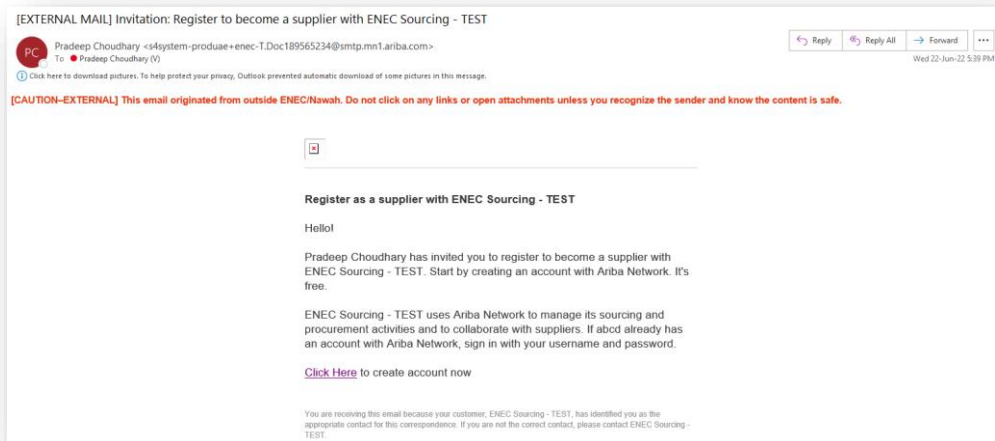 [EXTERNAL MAIL] Invitation: Register to become a supplier with ENEC Sourcing - TEST
PC
Pradeep Choudhary <s4system-produae+enec-T.Doc189565234@smtp.mn1.ariba.com>
To Pradeep Choudhary (V)
Reply
Reply All
Forward
...
Wed 22-Jun-22 5:39 PM
Click here to download pictures. To help protect your privacy, Outlook prevented automatic download of some pictures in this message.
[CAUTION–EXTERNAL] This email originated from outside ENEC/Nawah. Do not click on any links or open attachments unless you recognize the sender and know the content is safe.
Register as a supplier with ENEC Sourcing - TEST
Hello!
Pradeep Choudhary has invited you to register to become a supplier with
ENEC Sourcing - TEST. Start by creating an account with Ariba Network. It's
free.
ENEC Sourcing - TEST uses Ariba Network to manage its sourcing and
procurement activities and to collaborate with suppliers. If abcd already has
an account with Ariba Network, sign in with your username and password.
Click Here to create account now
You are receiving this email because your customer, ENEC Sourcing - TEST, has identified you as the
appropriate contact for this correspondence. If you are not the correct contact, please contact ENEC Sourcing -
TEST.